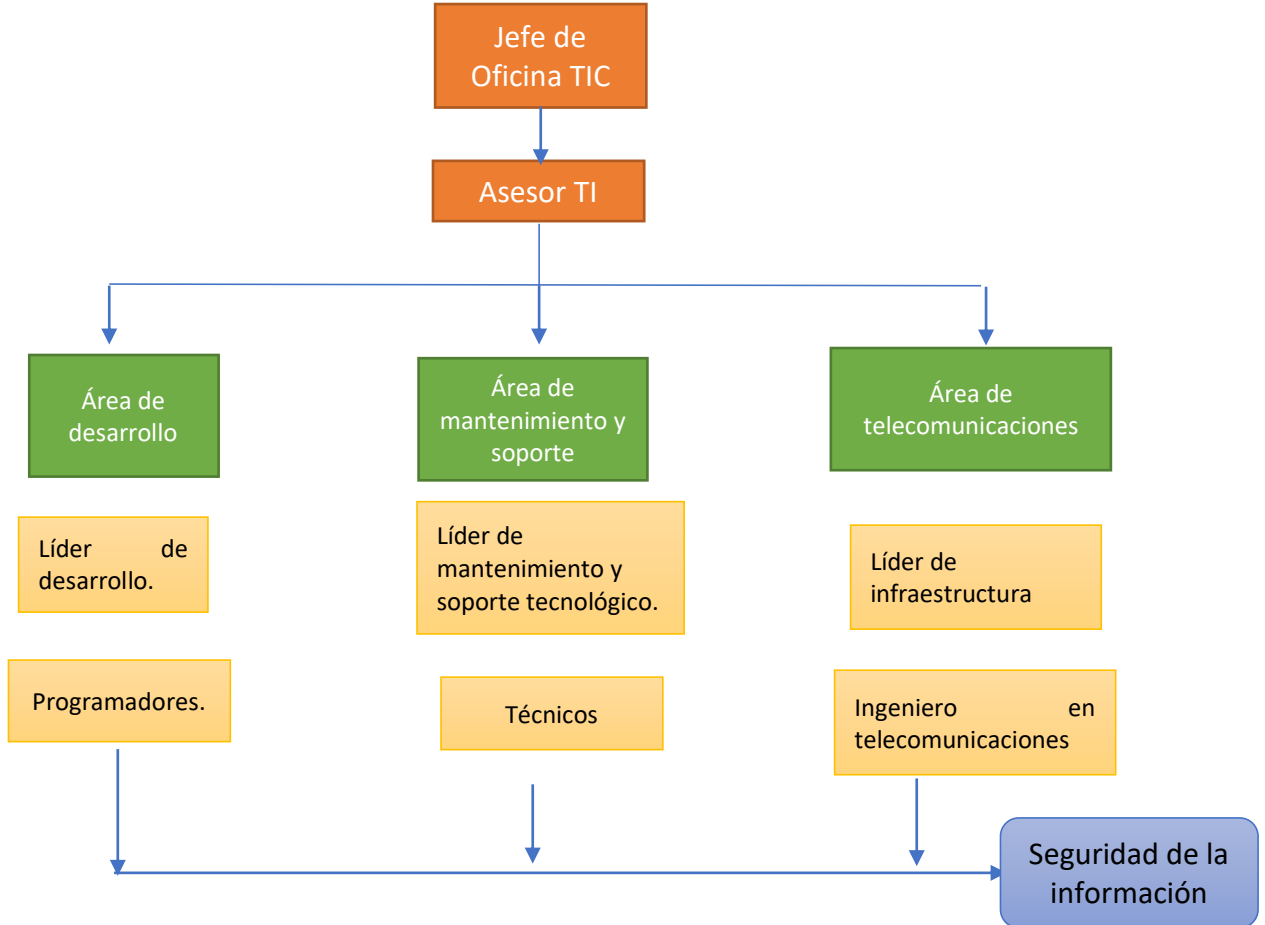 Jefe de
Oficina TIC
Asesor TI
Área de
desarrollo
Área de
mantenimiento y
soporte
Área de
telecomunicaciones
Líder de
desarrollo.
Líder de
mantenimiento y
soporte tecnológico.
Líder de
infraestructura
Programadores.
Técnicos
Ingeniero en
telecomunicaciones
Seguridad de la
información